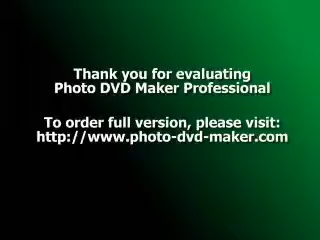 Thank you for evaluating
Photo DVD Maker Professional
To order full version, please visit:
http://www.photo-dvd-maker.com